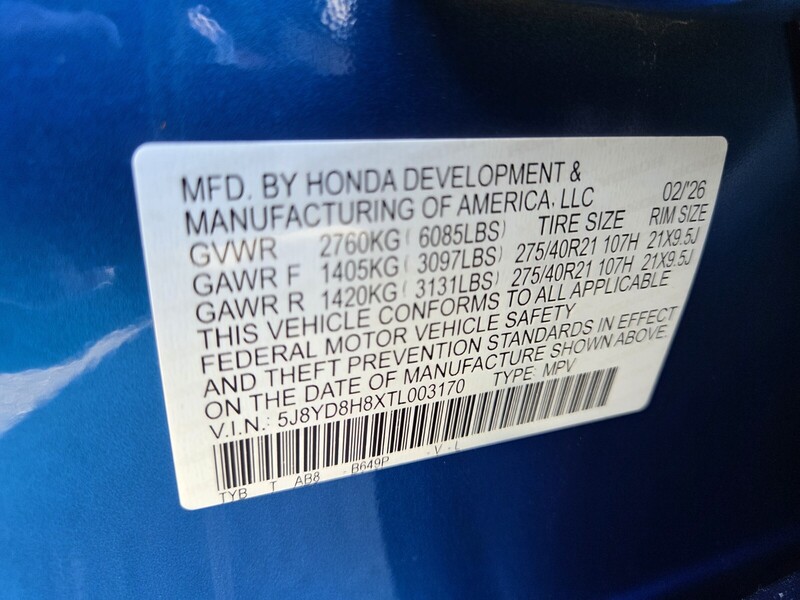 MFD. BY HONDA DEVELOPMENT &
MANUFACTURING OF AMERICA, LLC 02/'26
GVWR 2760KG ( 6085LBS) TIRE SIZE RIM SIZE
GAWR F 1405KG ( 3097LBS) 275/40R21 107H 21X9.5J
GAWR R 1420KG ( 3131LBS) 275/40R21 107H 21X9.5J
THIS VEHICLE CONFORMS TO ALL APPLICABLE
FEDERAL MOTOR VEHICLE SAFETY
AND THEFT PREVENTION STANDARDS IN EFFECT
ON THE DATE OF MANUFACTURE SHOWN ABOVE.
V.I.N.: 5J8YD8H8XTL003170 TYPE: MPV
TYB T AB8 - B649P - V - L